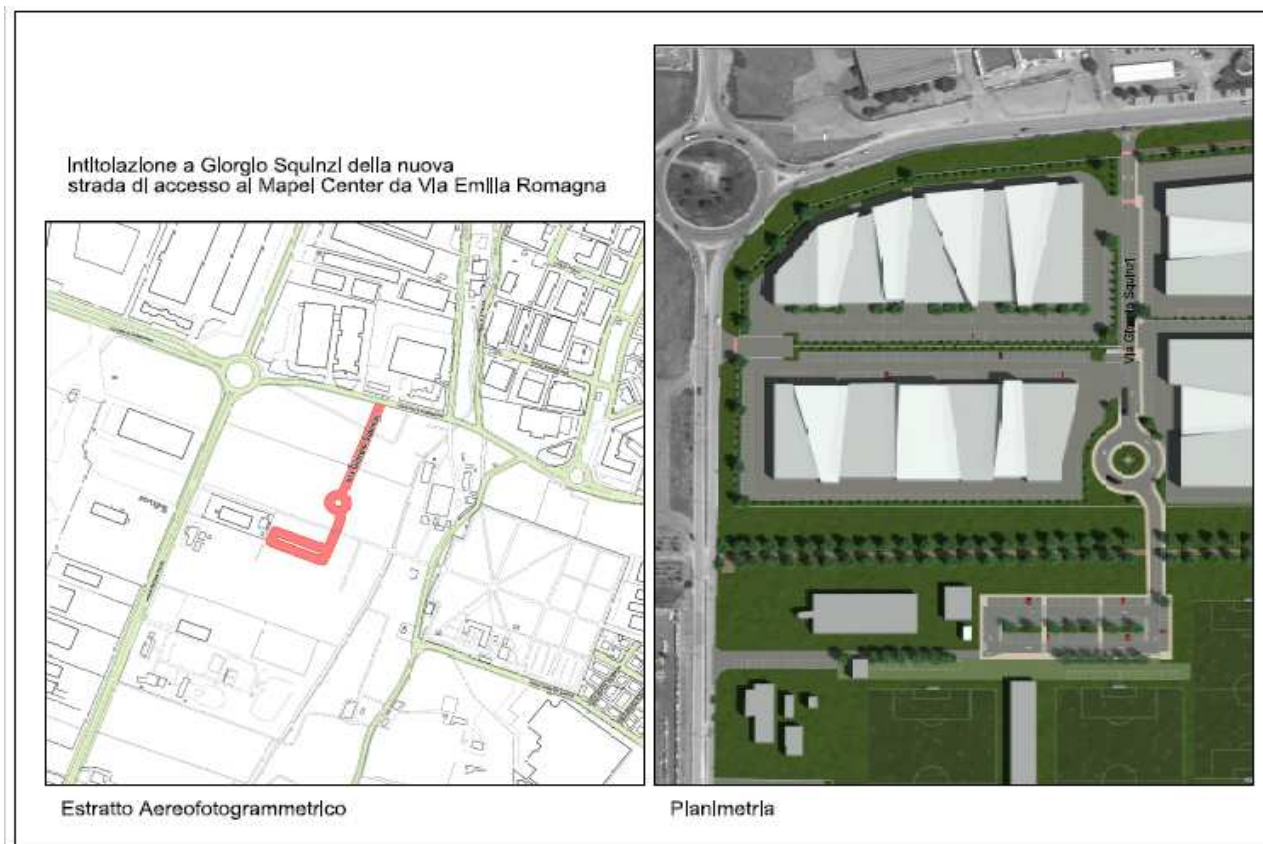 Intitolazione a Giorgio Squinzi della nuova
strada di accesso al Mapei Center da Via Emilia Romagna
Via Giorgio Squinzi
Estratto Aereofotogrammetrico
Planimetria